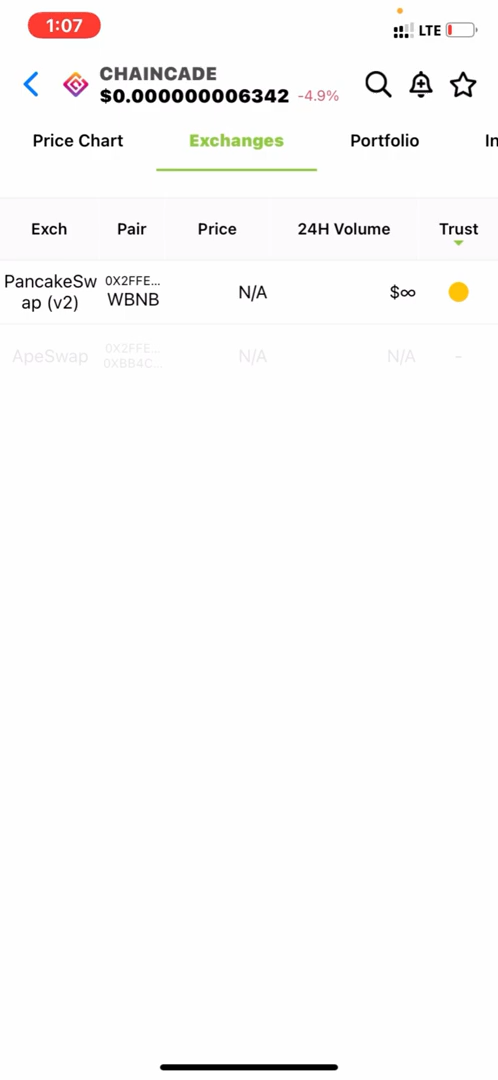 1:07
LTE
CHAINCADE
$0.000000006342 -4.9%
Price Chart Exchanges Portfolio In
Exch Pair Price 24H Volume Trust
PancakeSw
ap (v2)
0X2FFE...
WBNB
N/A
$∞
ApeSwap
0X2FFE...
0XBB4C...
N/A
N/A
-